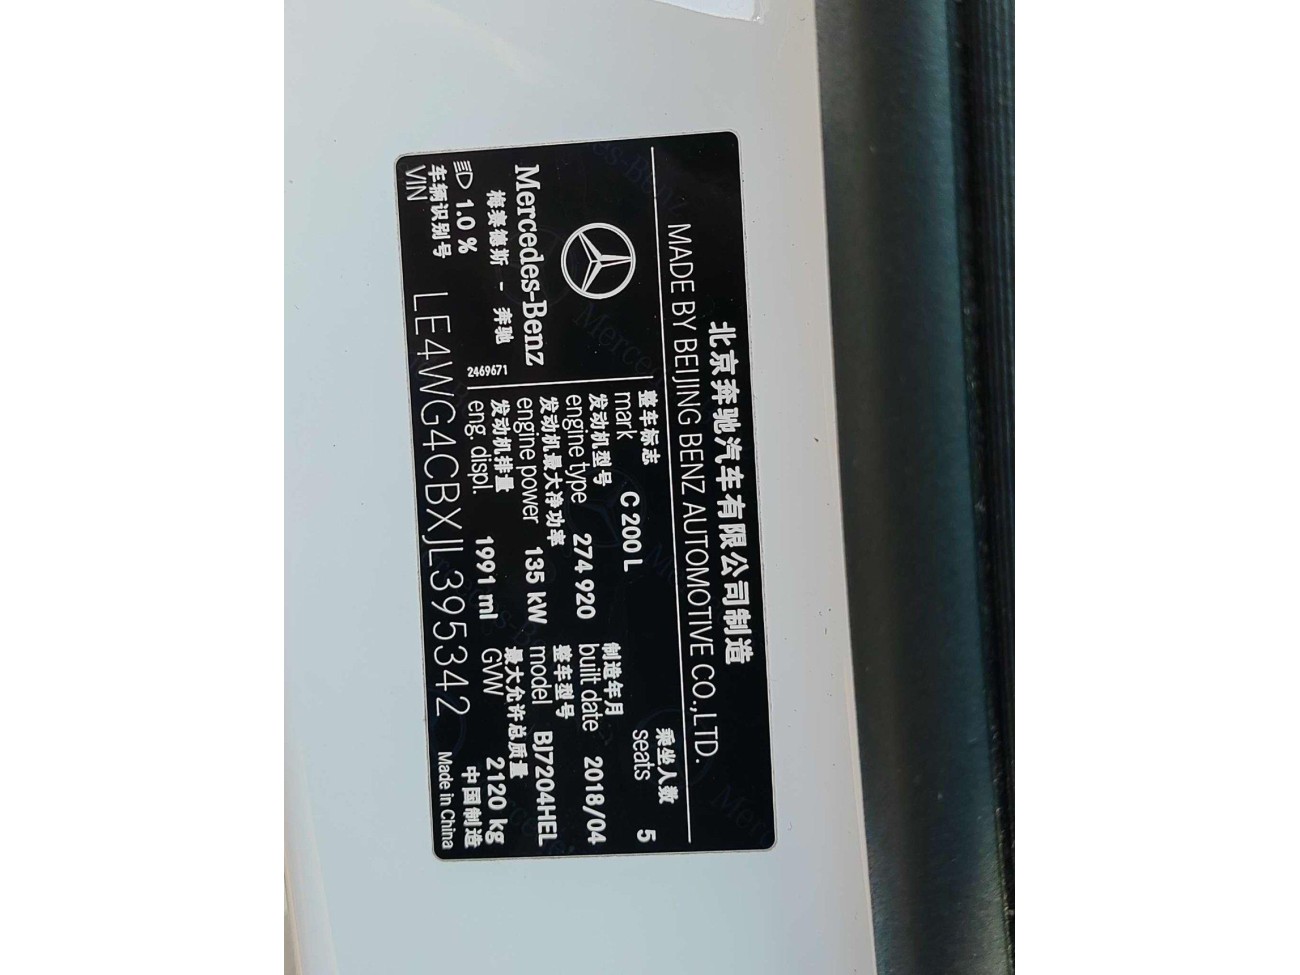 北京奔驰汽车有限公司制造
MADE BY BEIJING BENZ AUTOMOTIVE CO.,LTD.
整车标志 乘坐人数
mark C 200 L seats 5
发动机型号 制造年月
engine type 274 920 built date 2018/04
发动机最大净功率 整车型号
engine power 135 kW model BJ7204HEL
发动机排量 最大允许总质量
eng. displ. 1991 ml GVW 2120 kg
Mercedes-Benz
梅赛德斯 - 奔驰
2469671
1.0 %
车辆识别号 中国制造
VIN LE4WG4CBXJL395342 Made in China